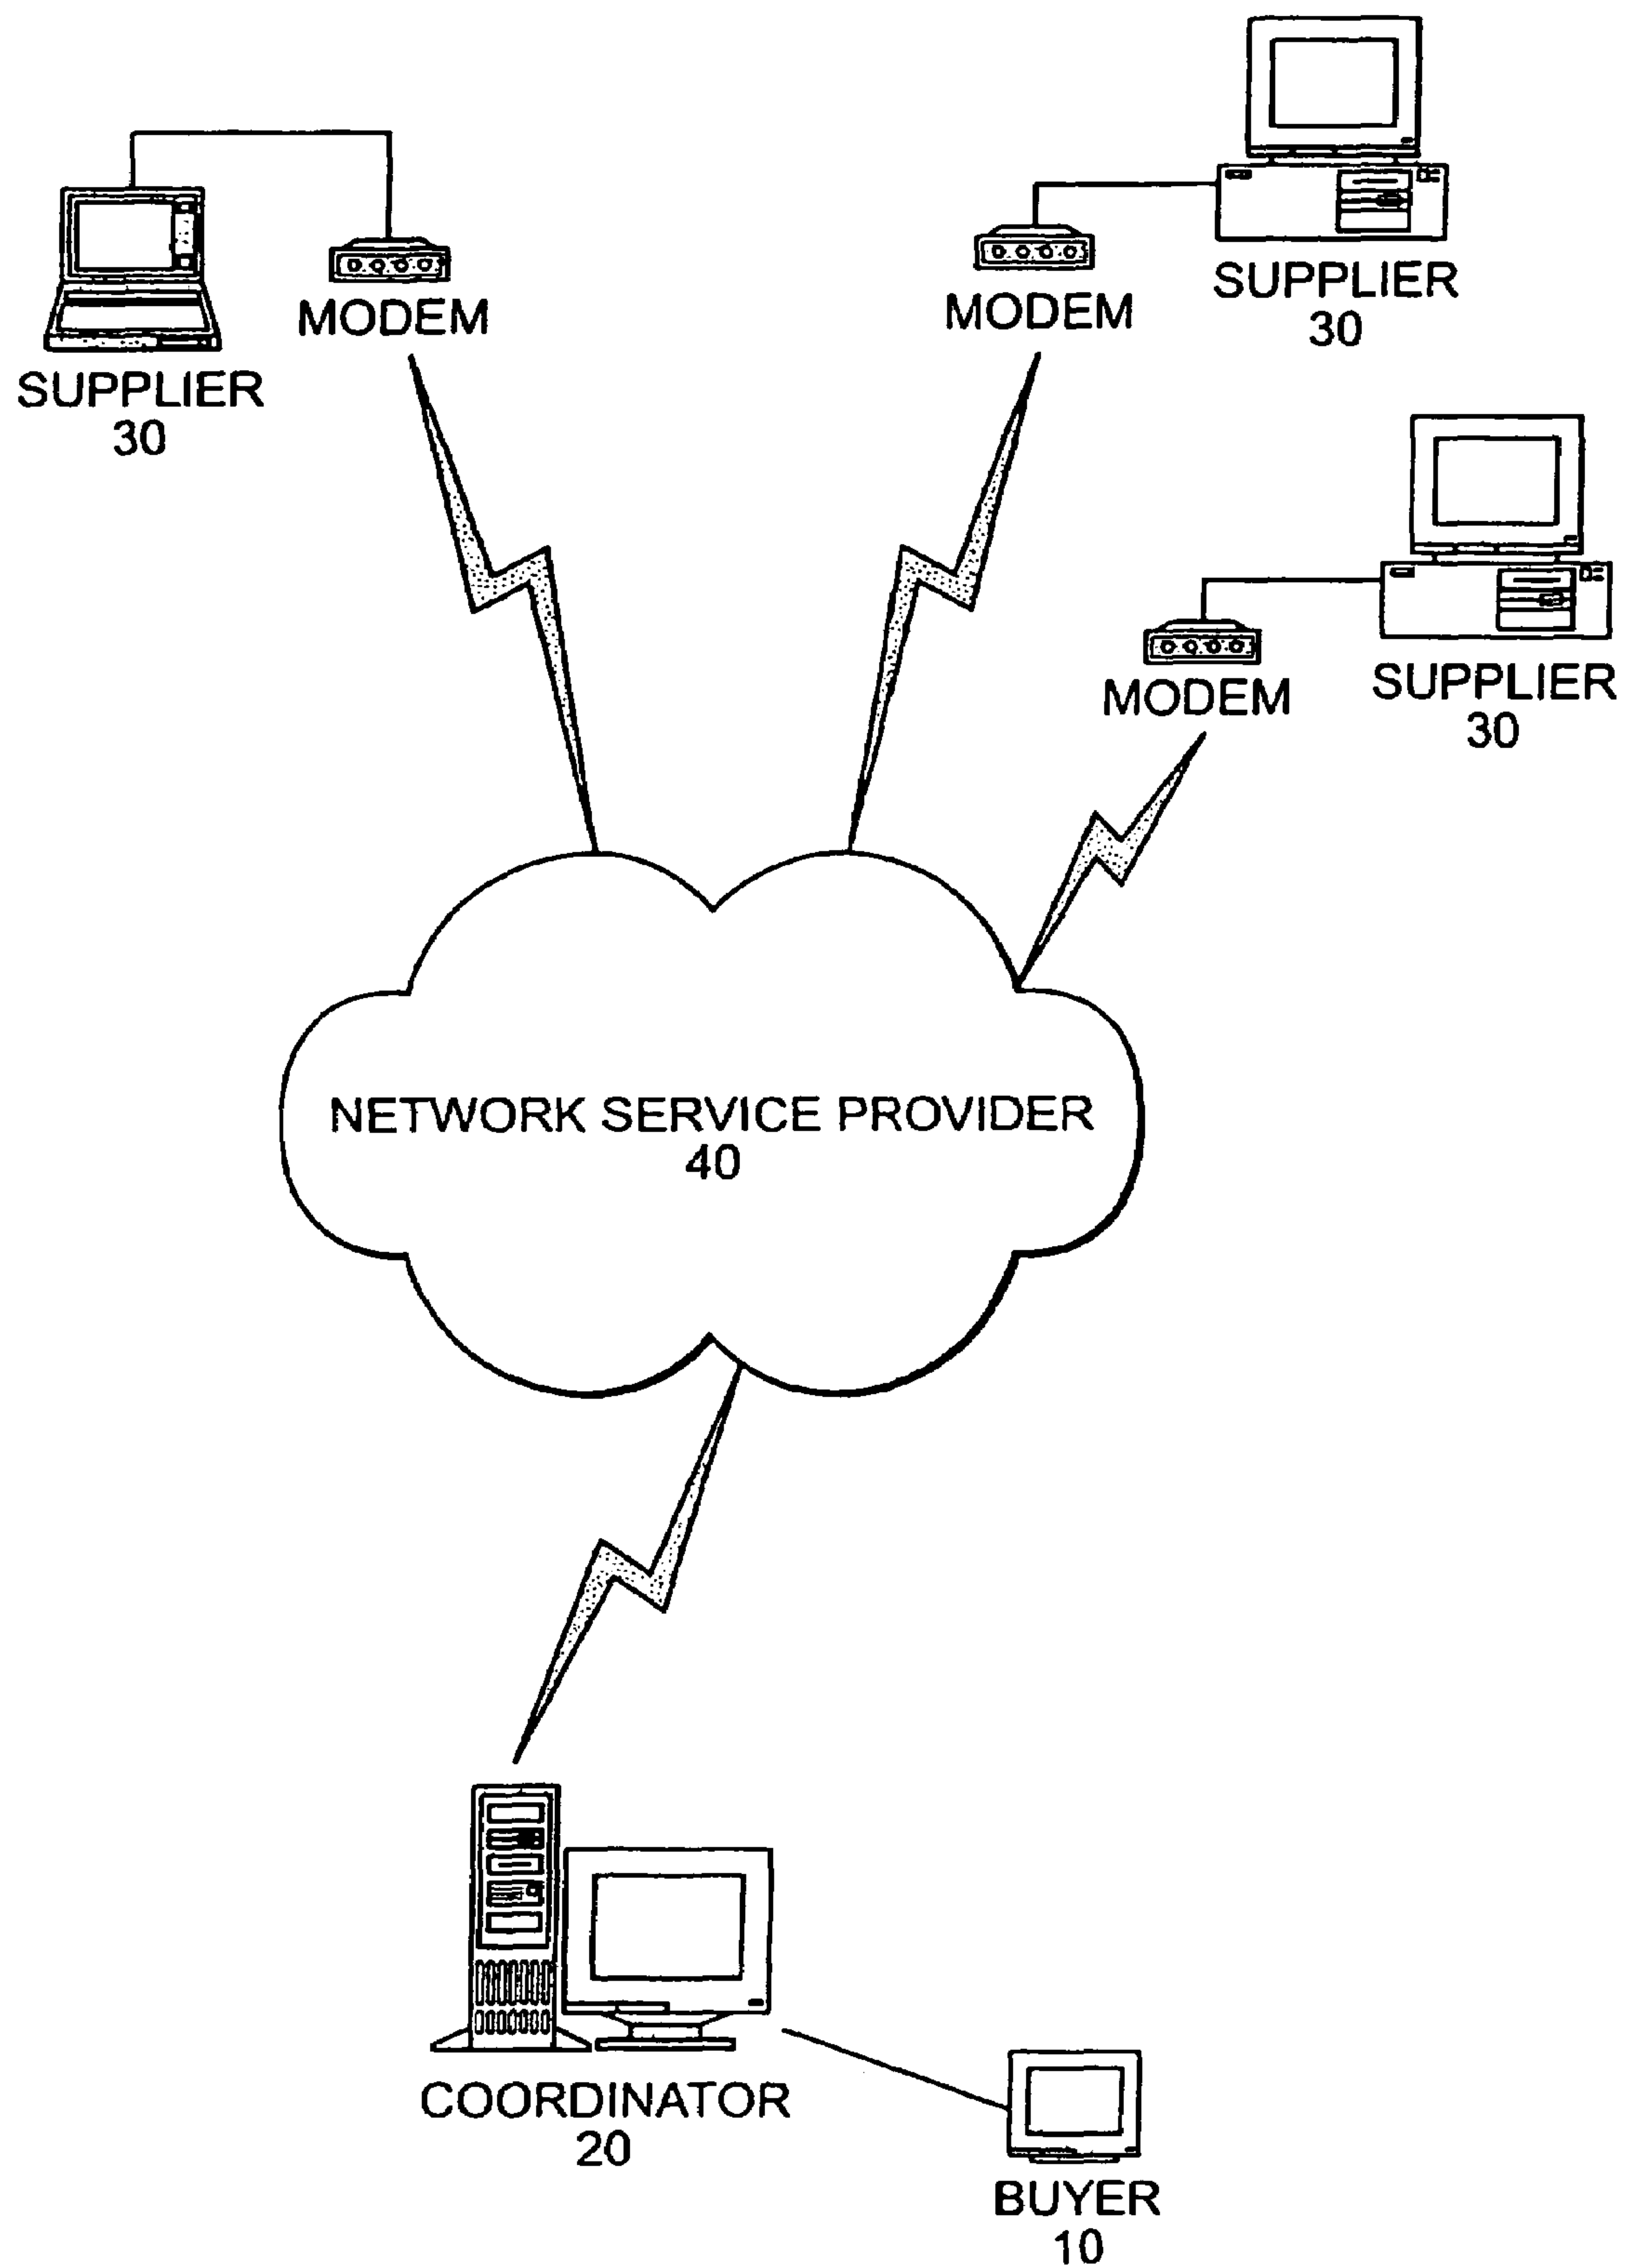 SUPPLIER
30
MODEM
MODEM
SUPPLIER
30
MODEM
SUPPLIER
30
NETWORK SERVICE PROVIDER
40
COORDINATOR
20
BUYER
10